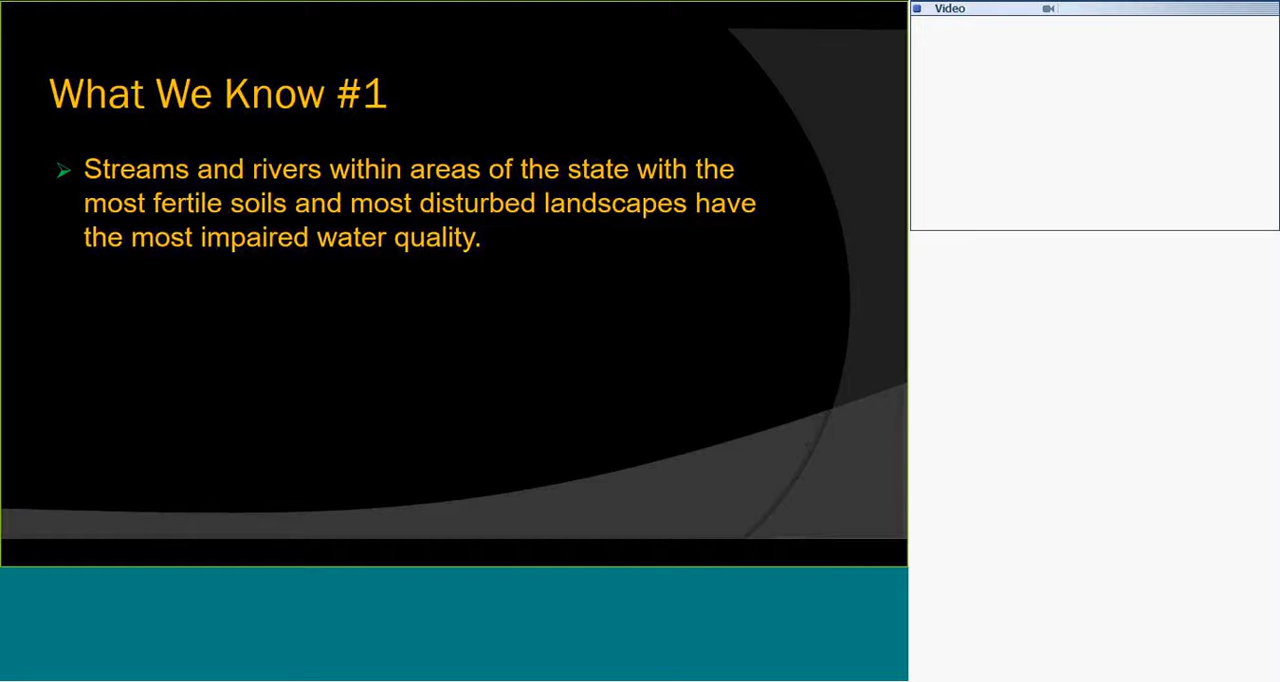 Video
What We Know #1
Streams and rivers within areas of the state with the
most fertile soils and most disturbed landscapes have
the most impaired water quality.